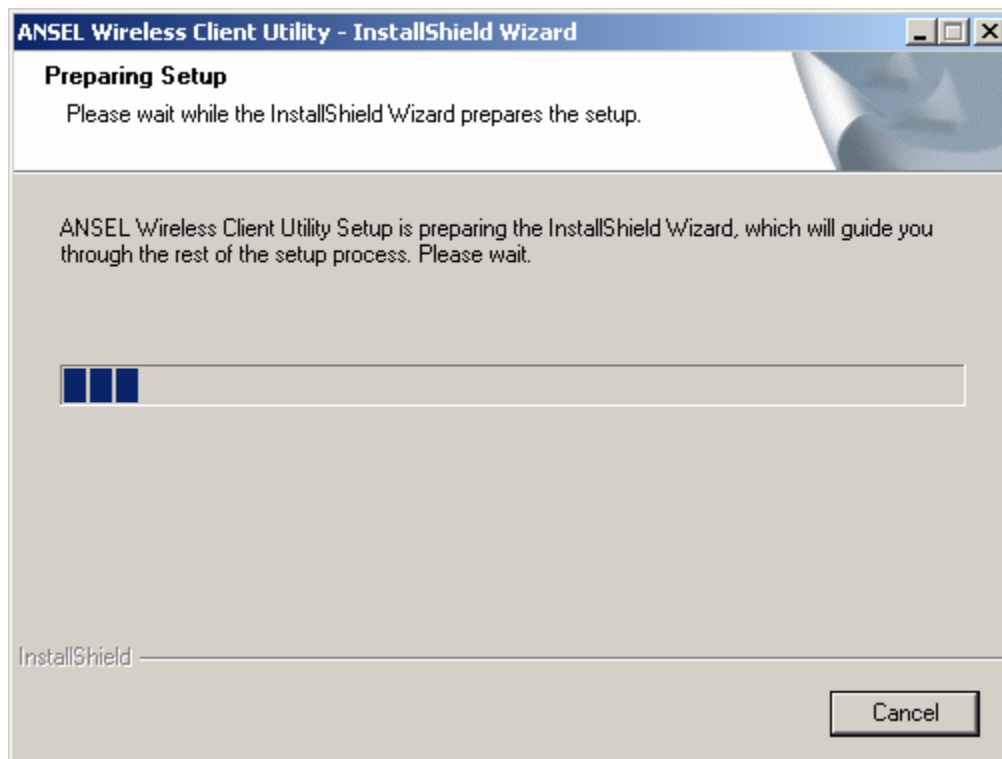 ANSEL Wireless Client Utility - InstallShield Wizard
Preparing Setup
Please wait while the InstallShield Wizard prepares the setup.
ANSEL Wireless Client Utility Setup is preparing the InstallShield Wizard, which will guide you
through the rest of the setup process. Please wait.
InstallShield
Cancel